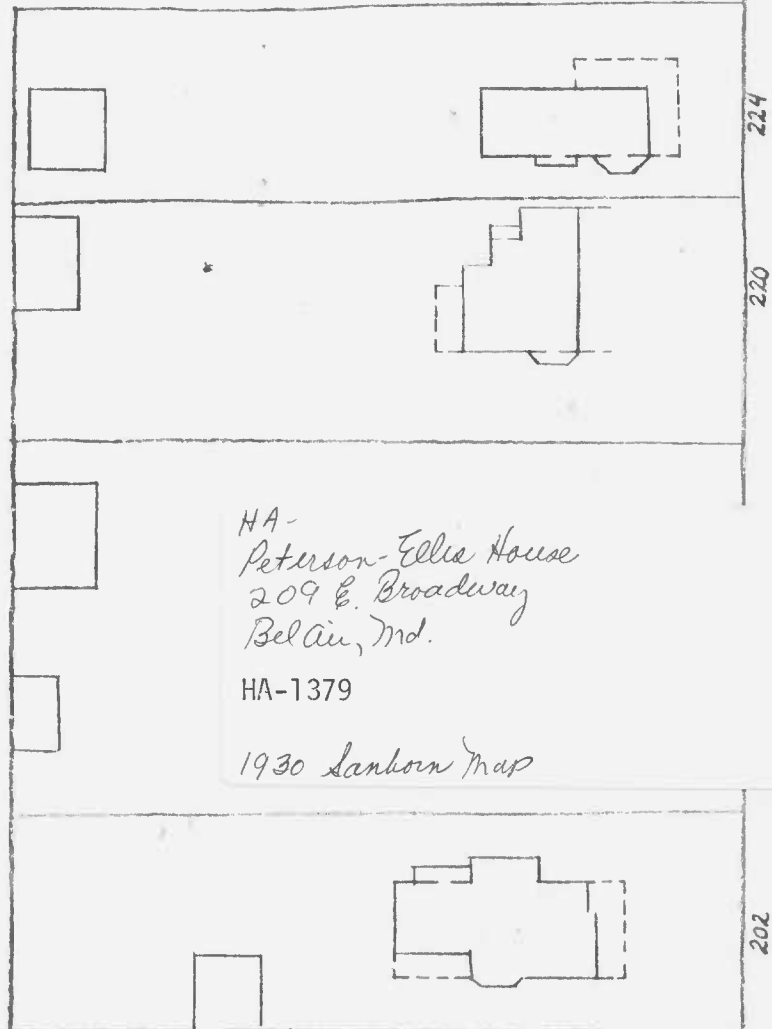 224
220
HA-
Peterson-Ellis House
209 E. Broadway
Bel Air, Md.
HA-1379
1930 Sanborn Map
202